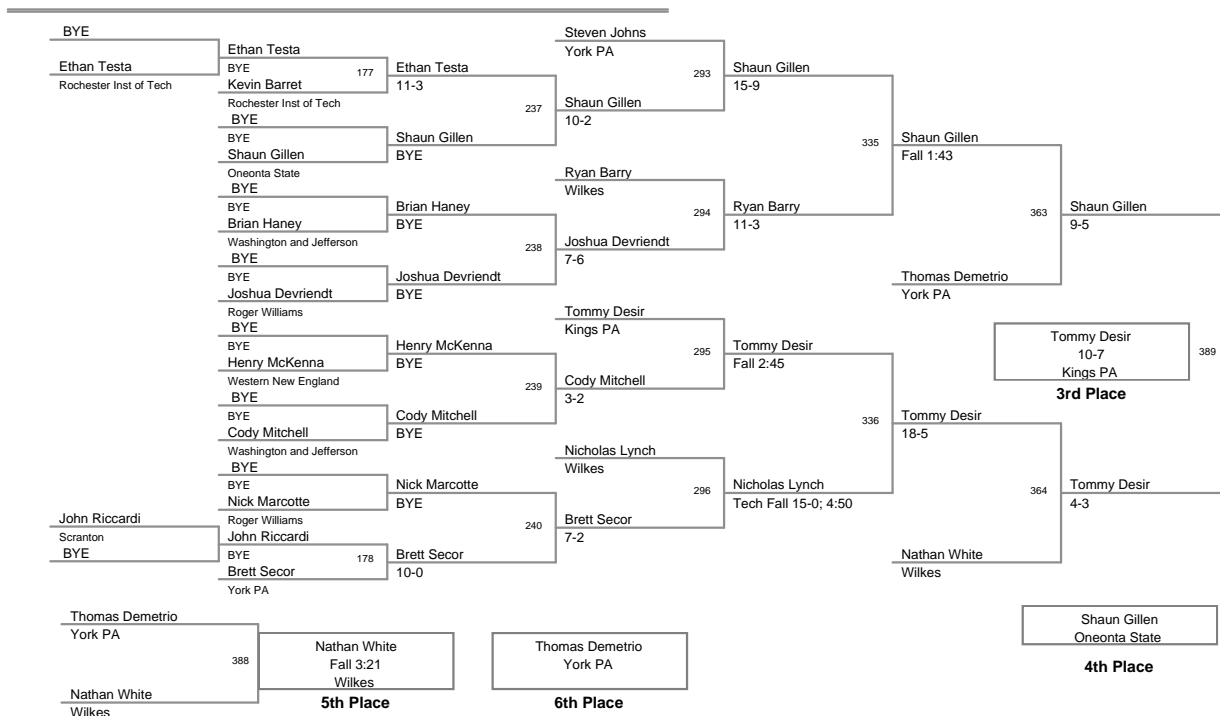 BYE
Ethan Testa
Rochester Inst of Tech
John Riccardi
Scranton
BYE
Ethan Testa
BYE
177
Kevin Barret
Rochester Inst of Tech
BYE
BYE
Shaun Gillen
Oneonta State
BYE
BYE
Brian Haney
Washington and Jefferson
BYE
BYE
Joshua Devriendt
Roger Williams
BYE
BYE
Henry McKenna
Western New England
BYE
BYE
Cody Mitchell
Washington and Jefferson
BYE
BYE
Nick Marcotte
Roger Williams
John Riccardi
BYE
178
Brett Secor
York PA
Ethan Testa
11-3
237
Shaun Gillen
BYE
Brian Haney
BYE
238
Joshua Devriendt
BYE
Henry McKenna
BYE
239
Cody Mitchell
BYE
Nick Marcotte
BYE
240
Brett Secor
10-0
Steven Johns
York PA
293
Shaun Gillen
10-2
Ryan Barry
Wilkes
294
Joshua Devriendt
7-6
Tommy Desir
Kings PA
295
Cody Mitchell
3-2
Nicholas Lynch
Wilkes
296
Brett Secor
7-2
Shaun Gillen
15-9
335
Ryan Barry
11-3
Tommy Desir
Fall 2:45
336
Nicholas Lynch
Tech Fall 15-0; 4:50
Shaun Gillen
Fall 1:43
363
Thomas Demetrio
York PA
Tommy Desir
18-5
364
Nathan White
Wilkes
Shaun Gillen
9-5
Tommy Desir
10-7
Kings PA
389
3rd Place
Tommy Desir
4-3
Shaun Gillen
Oneonta State
4th Place
Thomas Demetrio
York PA
388
Nathan White
Wilkes
Nathan White
Fall 3:21
Wilkes
5th Place
Thomas Demetrio
York PA
6th Place